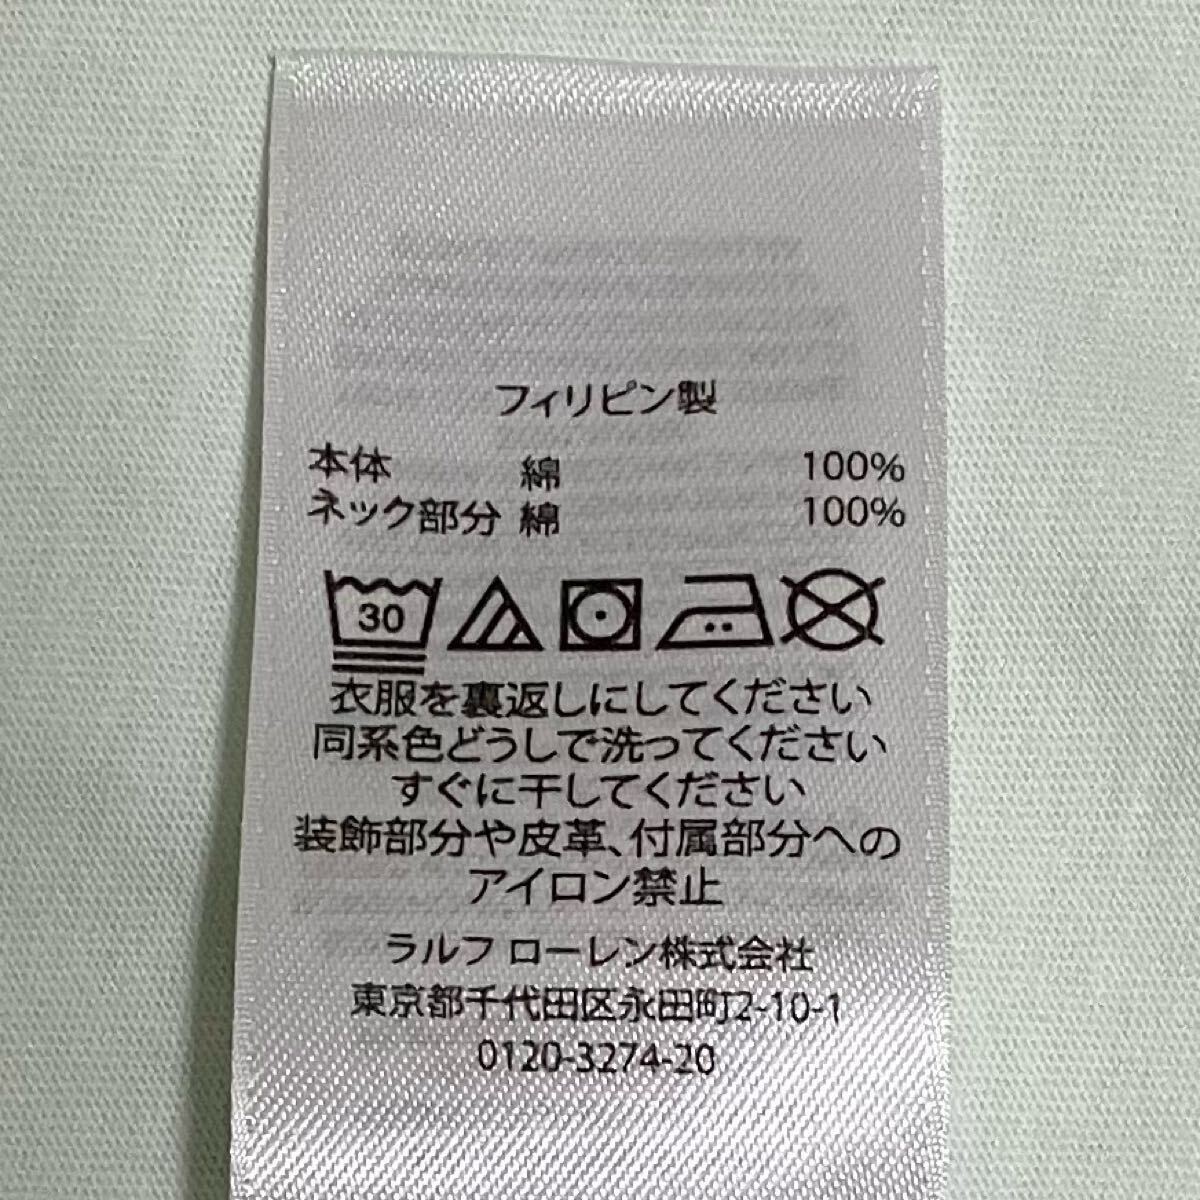 フィリピン製
本体 綿 100%
ネック部分 綿 100%
30
衣服を裏返しにしてください
同系色どうしで洗ってください
すぐに干してください
装飾部分や皮革、付属部分への
アイロン禁止
ラルフ ローレン株式会社
東京都千代田区永田町2-10-1
0120-3274-20